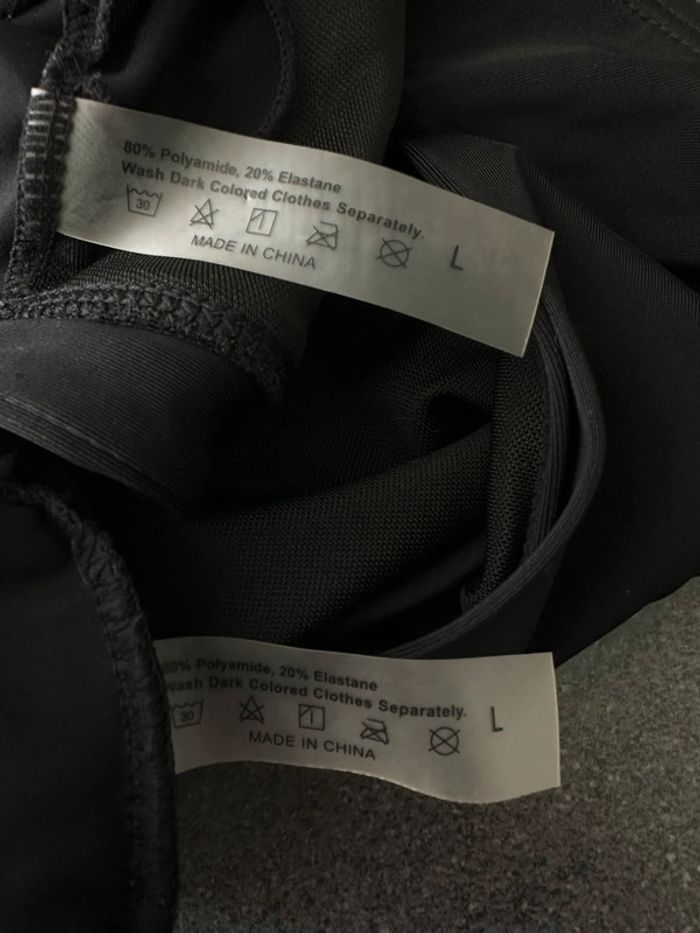 80% Polyamide, 20% Elastane
Wash Dark Colored Clothes Separately.
30
L
MADE IN CHINA
0% Polyamide, 20% Elastane
Wash Dark Colored Clothes Separately.
30
L
MADE IN CHINA